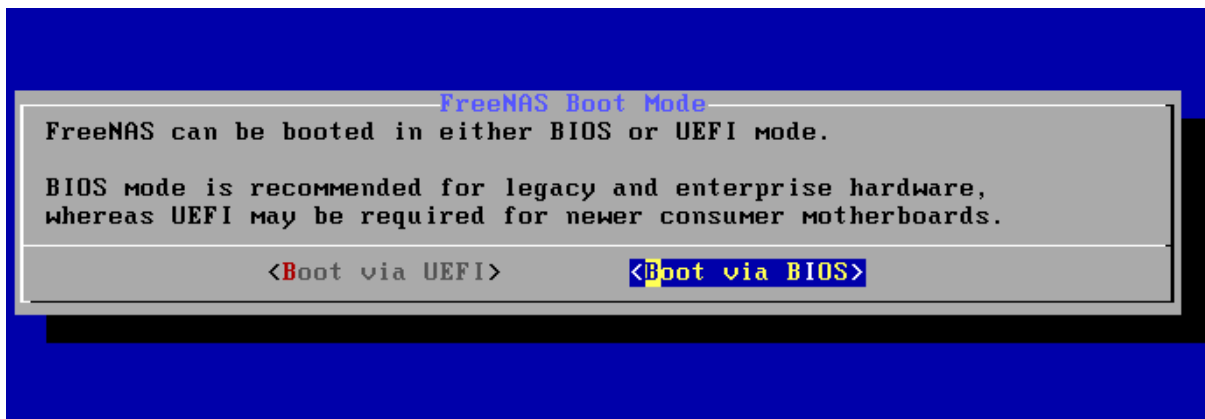 FreeNAS Boot Mode
FreeNAS can be booted in either BIOS or UEFI mode.
BIOS mode is recommended for legacy and enterprise hardware,
whereas UEFI may be required for newer consumer motherboards.
<Boot via UEFI> <Boot via BIOS>